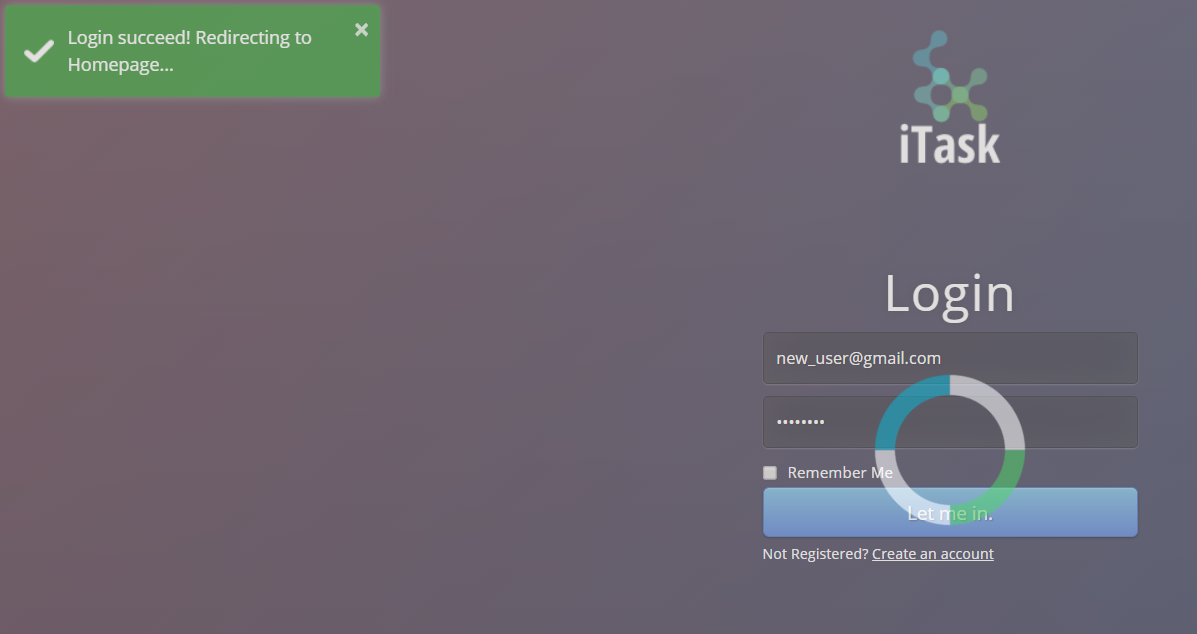 Login succeed! Redirecting to
Homepage...
iTask
Login
new_user@gmail.com
Remember Me
Let me in.
Not Registered? Create an account